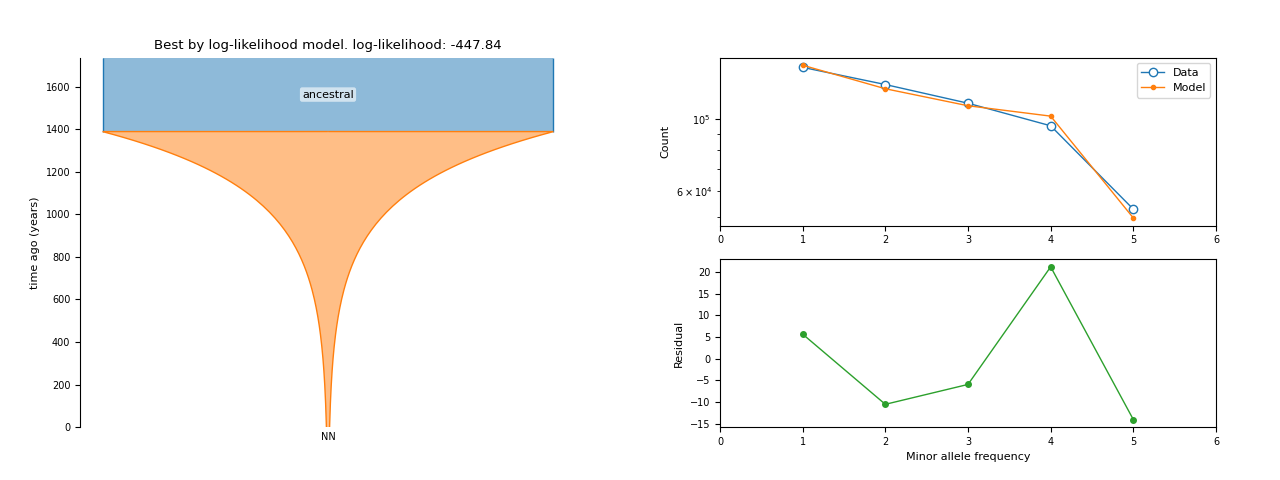 Best by log-likelihood model. log-likelihood: -447.84
time ago (years)
1600
1400
1200
1000
800
600
400
200
0
ancestral
NN
Count
10^5
6 × 10^4
Data
Model
0 1 2 3 4 5 6
Residual
20
15
10
5
0
−5
−10
−15
0 1 2 3 4 5 6
Minor allele frequency